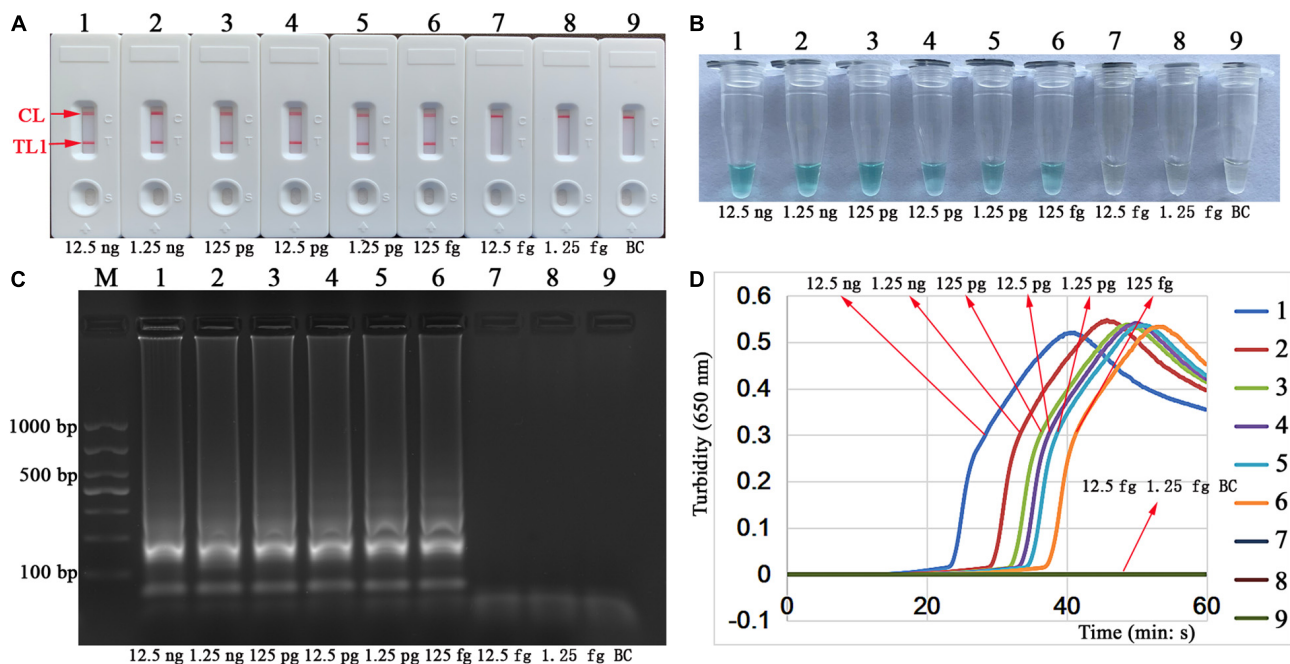 A
1 2 3 4 5 6 7 8 9
CL
TL1
C C C C C C C C C
T T T T T T T T T
S S S S S S S S S
12.5 ng 1.25 ng 125 pg 12.5 pg 1.25 pg 125 fg 12.5 fg 1.25 fg BC
B
1 2 3 4 5 6 7 8 9
12.5 ng 1.25 ng 125 pg 12.5 pg 1.25 pg 125 fg 12.5 fg 1.25 fg BC
C
M 1 2 3 4 5 6 7 8 9
1000 bp
500 bp
100 bp
12.5 ng 1.25 ng 125 pg 12.5 pg 1.25 pg 125 fg 12.5 fg 1.25 fg BC
D
12.5 ng 1.25 ng 125 pg 12.5 pg 1.25 pg 125 fg
Turbidity (650 nm)
0.6
0.5
0.4
0.3
0.2
0.1
0
-0.1
12.5 fg 1.25 fg BC
0 20 40 60
Time (min: s)
1
2
3
4
5
6
7
8
9